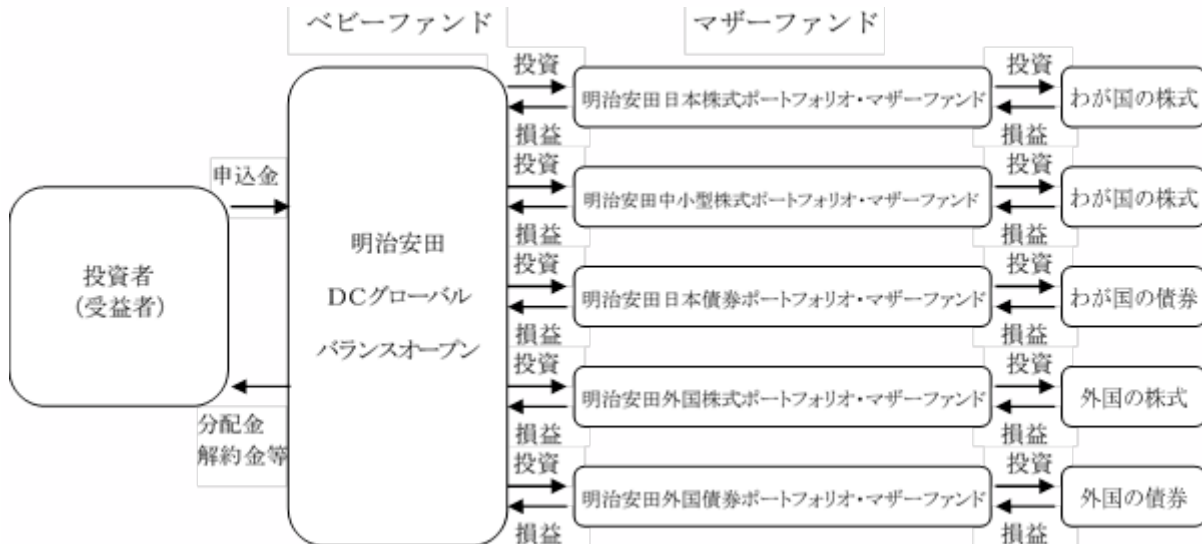 ベビーファンド
マザーファンド
申込金
投資者
(受益者)
分配金
解約金等
明治安田
DCグローバル
バランスオープン
投資
損益
明治安田日本株式ポートフォリオ・マザーファンド
投資
損益
わが国の株式
投資
損益
明治安田中小型株式ポートフォリオ・マザーファンド
投資
損益
わが国の株式
投資
損益
明治安田日本債券ポートフォリオ・マザーファンド
投資
損益
わが国の債券
投資
損益
明治安田外国株式ポートフォリオ・マザーファンド
投資
損益
外国の株式
投資
損益
明治安田外国債券ポートフォリオ・マザーファンド
投資
損益
外国の債券